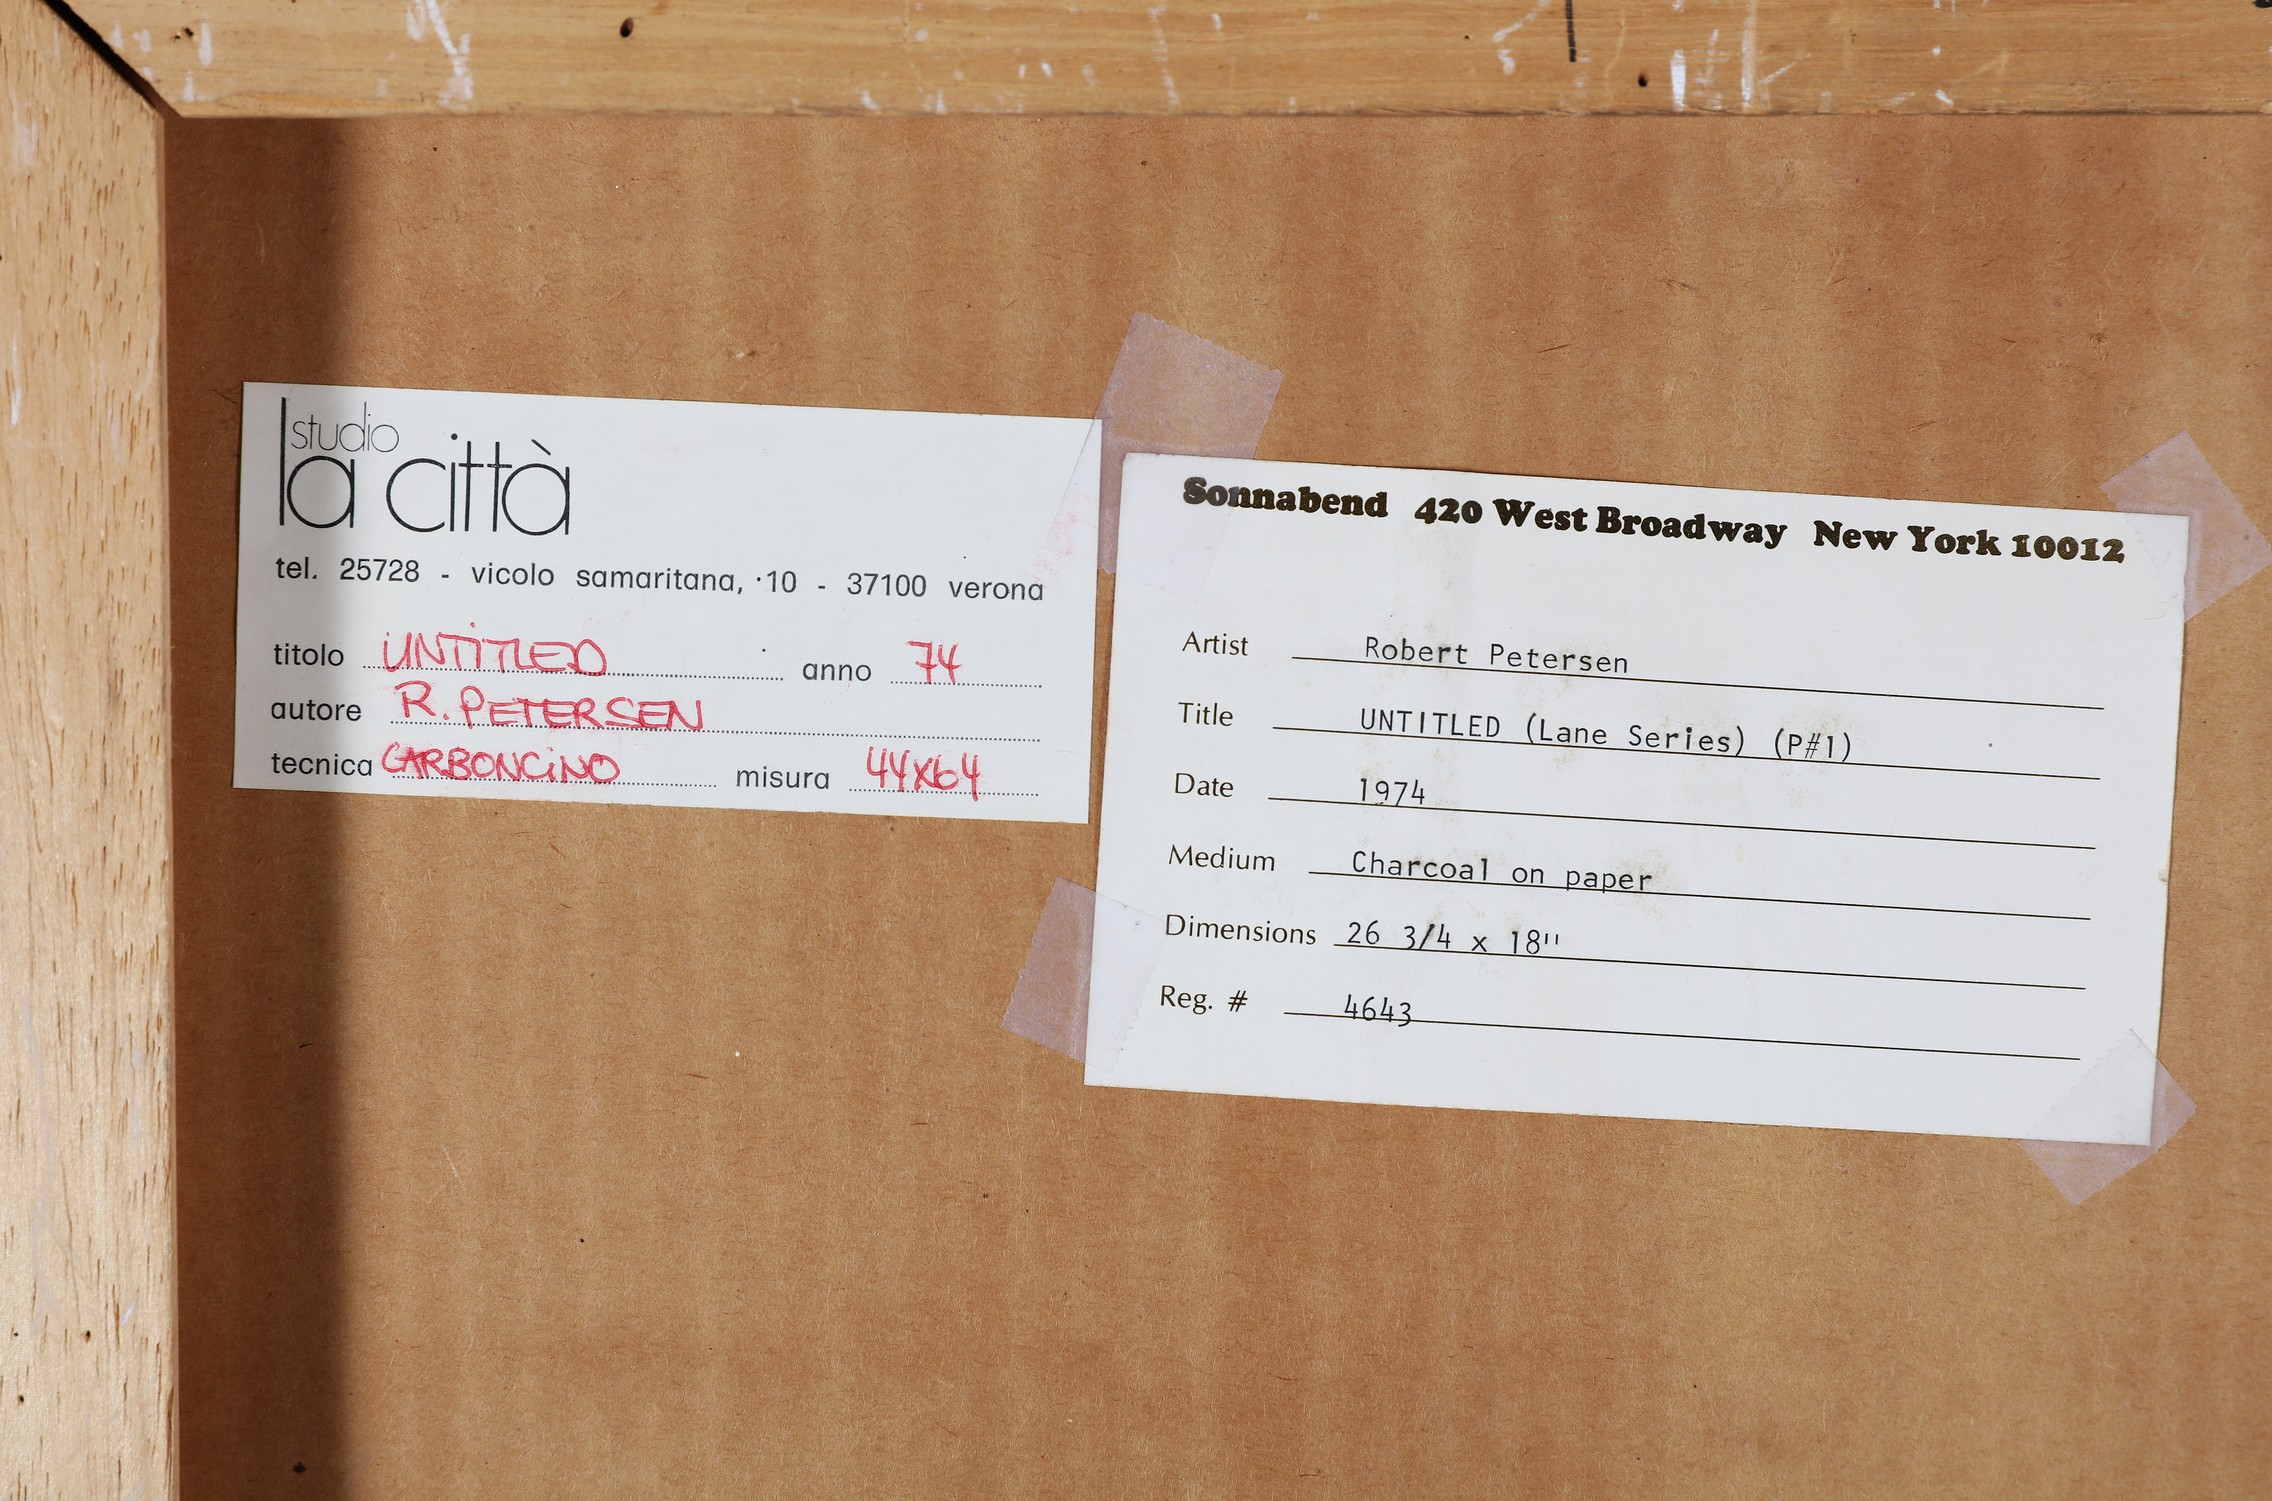 studio
la città
tel. 25728 - vicolo samaritana, 10 - 37100 verona
titolo UNTITLED anno 74
autore R. PETERSEN
tecnica CARBONCINO misura 44x64
Sonnabend 420 West Broadway New York 10012
Artist Robert Petersen
Title UNTITLED (Lane Series) (P#1)
Date 1974
Medium Charcoal on paper
Dimensions 26 3/4 x 18"
Reg. # 4643